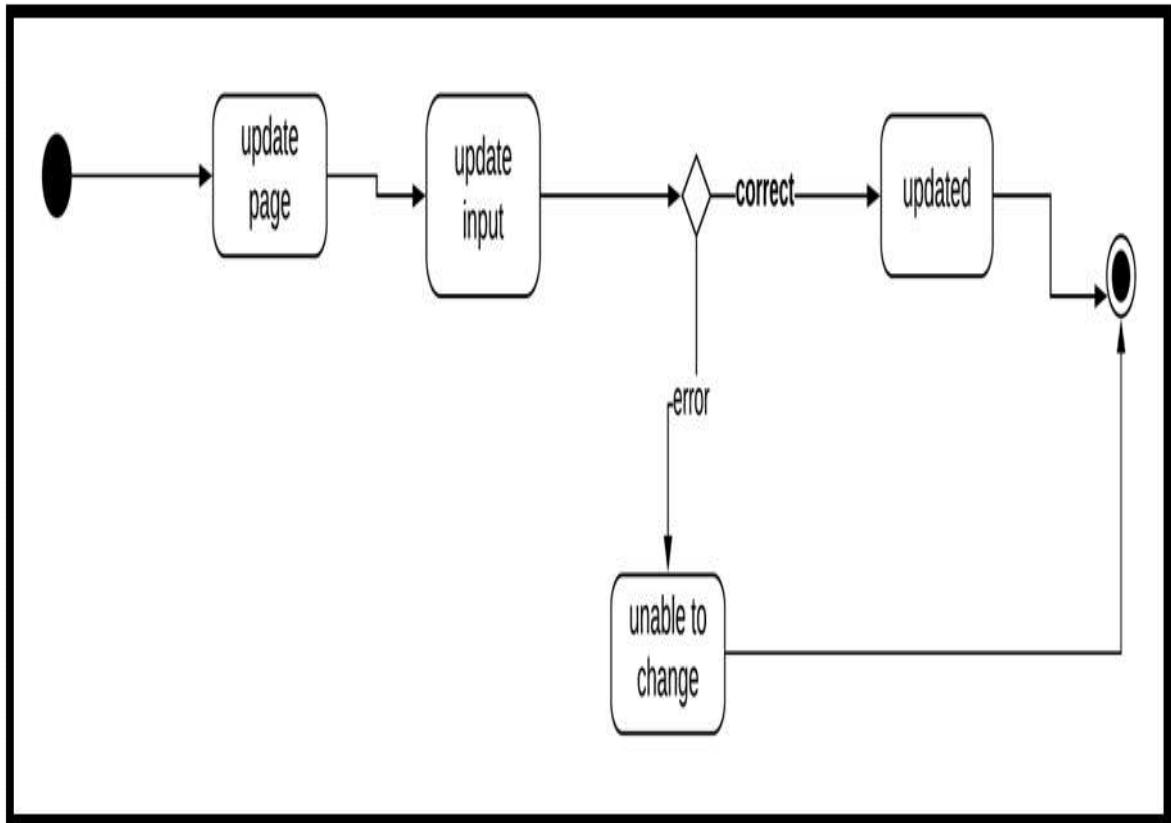 update
page
update
input
correct
updated
error
unable to
change